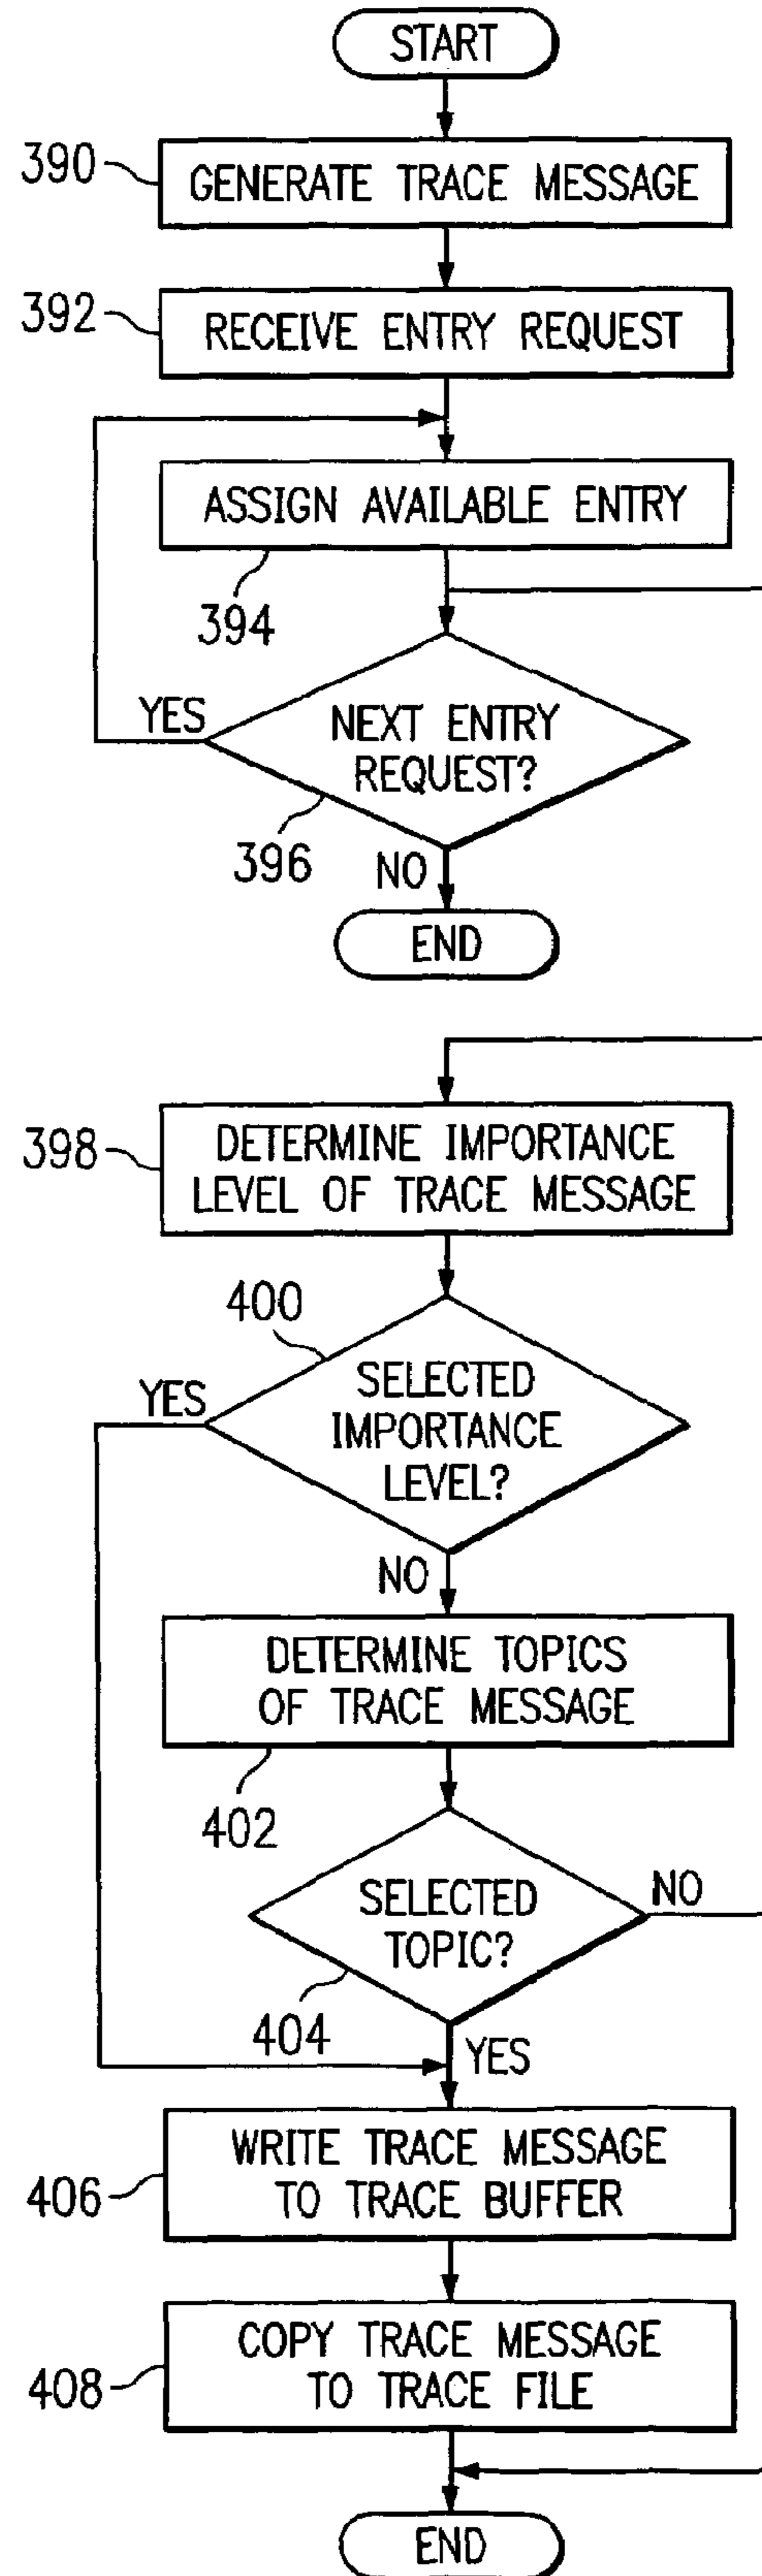 START
390
GENERATE TRACE MESSAGE
392
RECEIVE ENTRY REQUEST
ASSIGN AVAILABLE ENTRY
394
YES
NEXT ENTRY
REQUEST?
396
NO
END
398
DETERMINE IMPORTANCE
LEVEL OF TRACE MESSAGE
400
YES
SELECTED
IMPORTANCE
LEVEL?
NO
DETERMINE TOPICS
OF TRACE MESSAGE
402
SELECTED
TOPIC?
NO
404
YES
WRITE TRACE MESSAGE
TO TRACE BUFFER
406
COPY TRACE MESSAGE
TO TRACE FILE
408
END